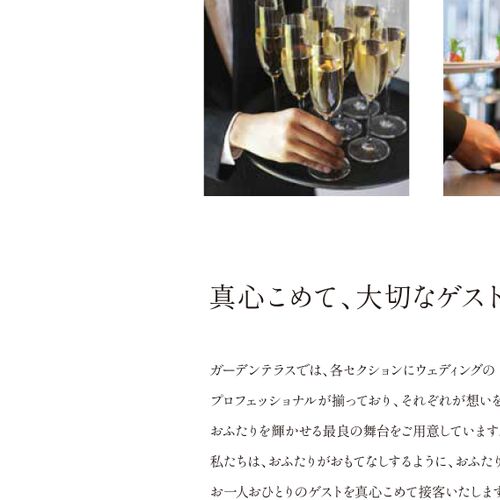 真心こめて、大切なゲスト
ガーデンテラスでは、各セクションにウェディングの
プロフェッショナルが揃っており、それぞれが想いを
おふたりを輝かせる最良の舞台をご用意しています。
私たちは、おふたりがおもてなしするように、おふたり
お一人おひとりのゲストを真心こめて接客いたします